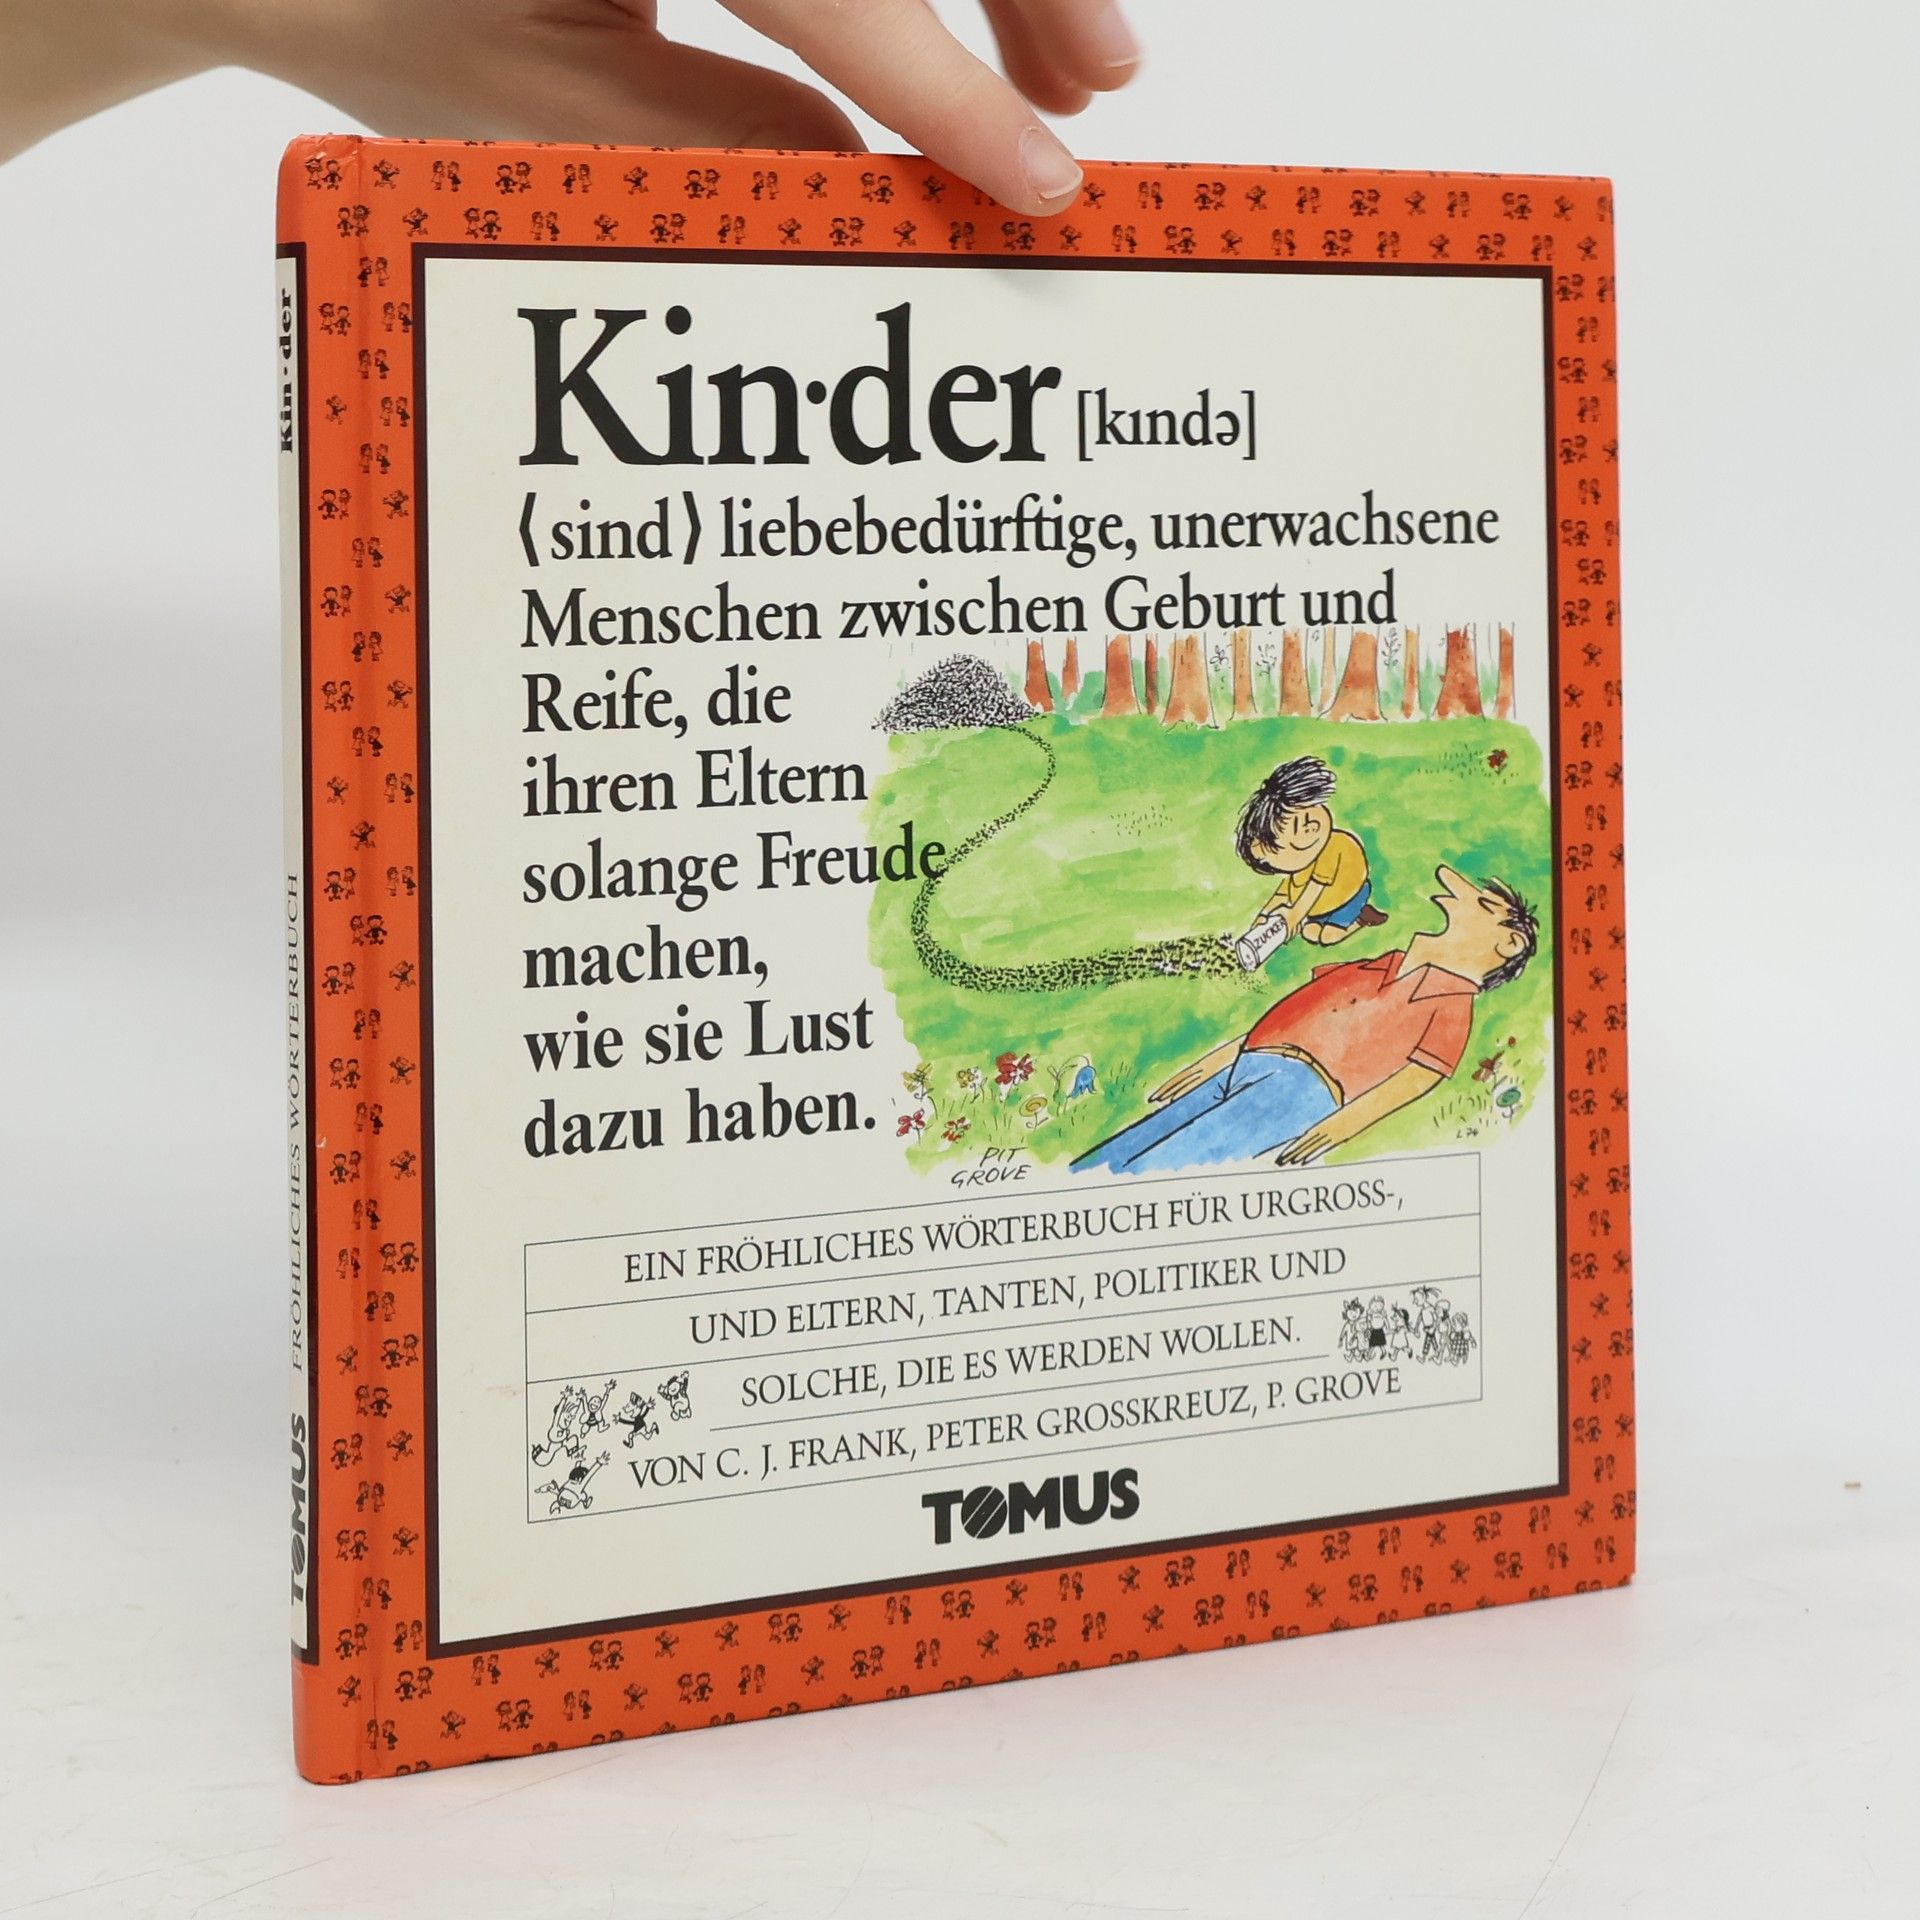 Kin·der [kındə]
⟨sind⟩ liebebedürftige, unerwachsene
Menschen zwischen Geburt und
Reife, die
ihren Eltern
solange Freude
machen,
wie sie Lust
dazu haben.
ZUCKER
PIT
GROVE
EIN FRÖHLICHES WÖRTERBUCH FÜR URGROSS-,
UND ELTERN, TANTEN, POLITIKER UND
SOLCHE, DIE ES WERDEN WOLLEN.
VON C. J. FRANK, PETER GROSSKREUZ, P. GROVE
TOMUS
Kin·der
FRÖHLICHES WÖRTERBUCH
TOMUS